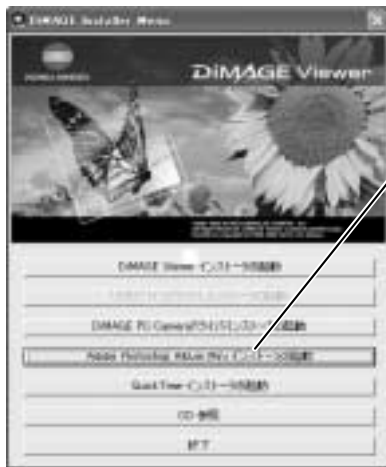 DiMAGE Installer Menu
KONICA MINOLTA
DiMAGE Viewer
DiMAGE Viewer インストーラの起動
DiMAGE PC Cameraドライバインストーラの起動
Adobe Photoshop Album Mini インストーラの起動
QuickTime インストーラの起動
CD 参照
終了